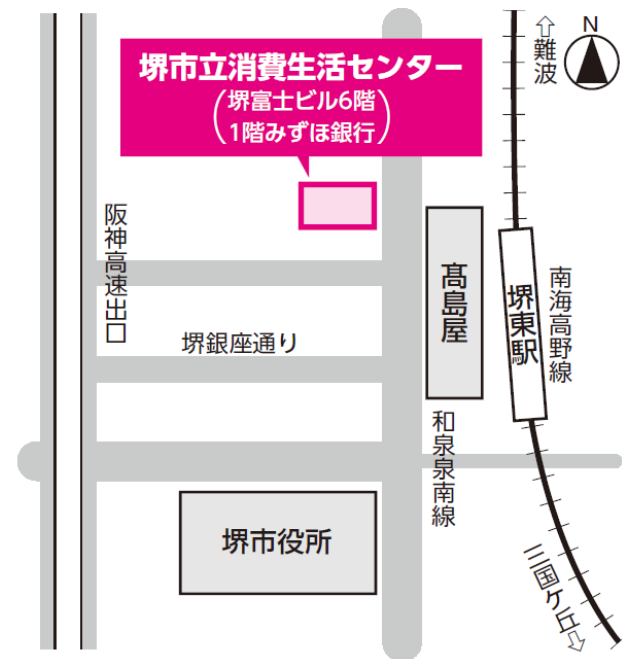 堺市立消費生活センター
(堺富士ビル6階
1階みずほ銀行)
⇧難波
N
阪神高速出口
髙島屋
堺東駅
南海高野線
堺銀座通り
和泉泉南線
堺市役所
三国ケ丘⇩